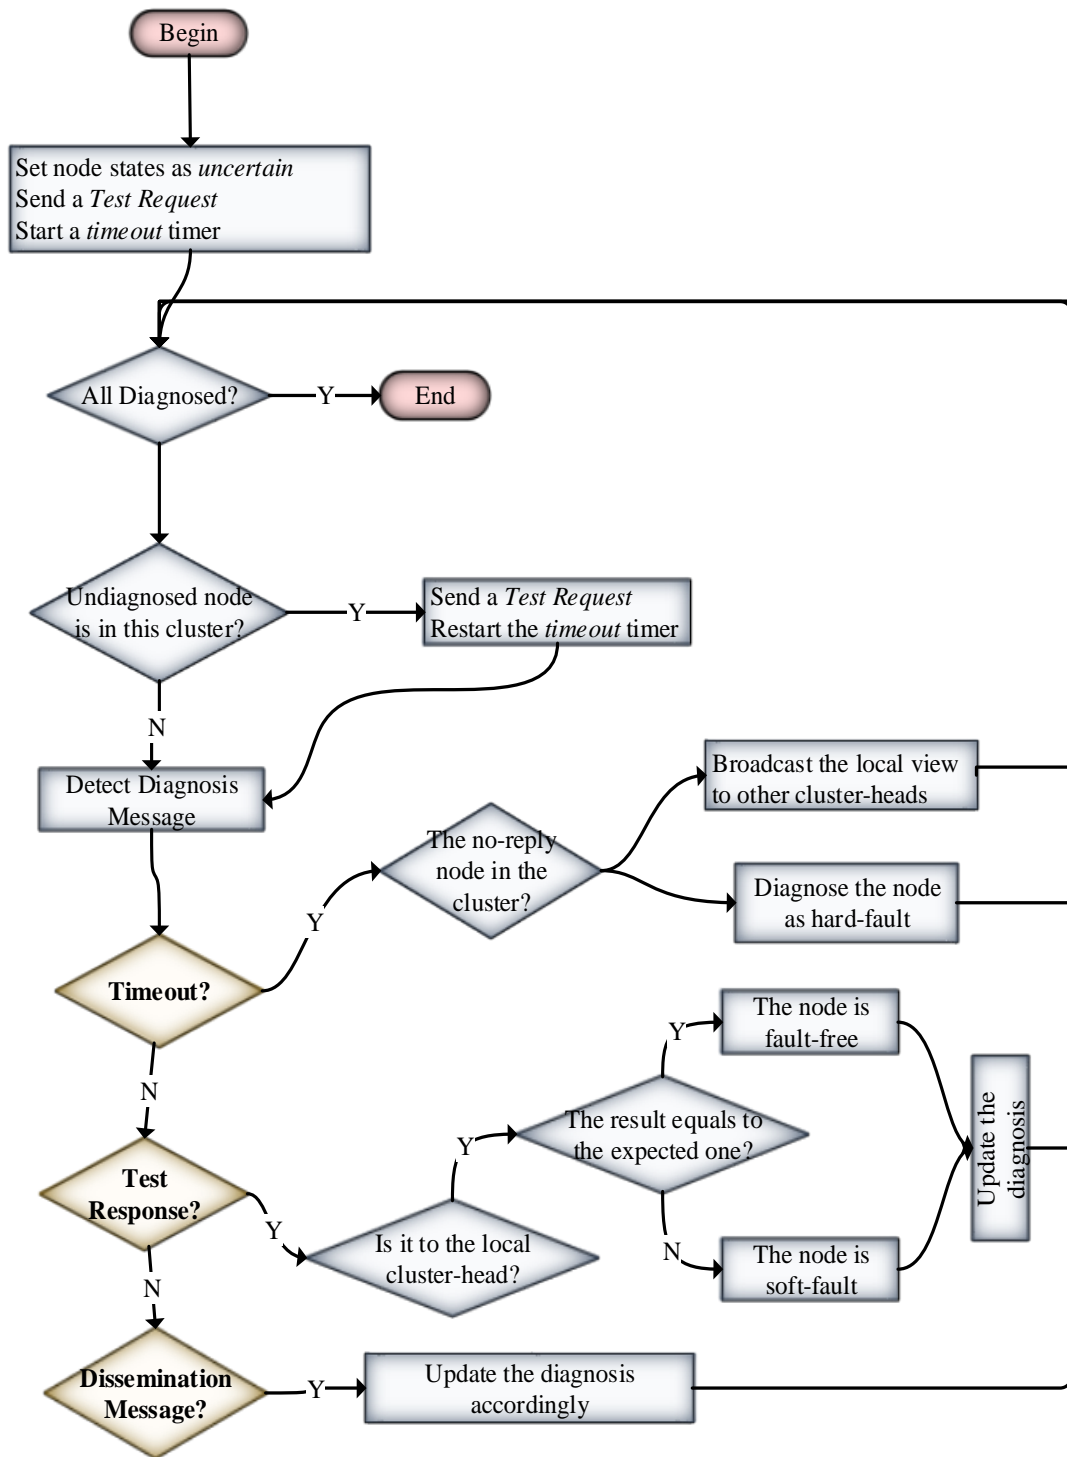 Begin
Set node states as uncertain
Send a Test Request
Start a timeout timer
All Diagnosed?
Y
End
Undiagnosed node
is in this cluster?
Y
Send a Test Request
Restart the timeout timer
N
Detect Diagnosis
Message
The no-reply
node in the
cluster?
Broadcast the local view
to other cluster-heads
Diagnose the node
as hard-fault
Y
Timeout?
N
The node is
fault-free
Y
The result equals to
the expected one?
Y
Update the
diagnosis
Test
Response?
Y
Is it to the local
cluster-head?
N
The node is
soft-fault
N
Dissemination
Message?
Y
Update the diagnosis
accordingly